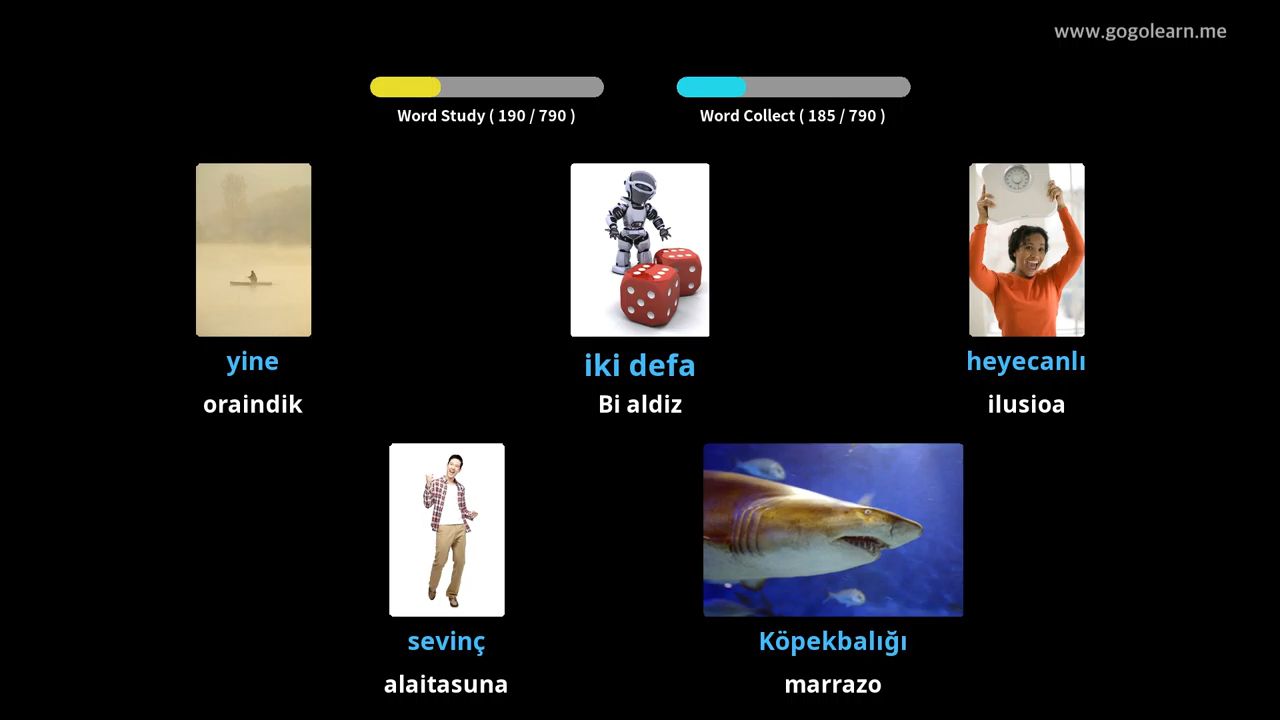 www.gogolearn.me
Word Study ( 190 / 790 )
Word Collect ( 185 / 790 )
yine
oraindik
iki defa
Bi aldiz
heyecanlı
ilusioa
sevinç
alaitasuna
Köpekbalığı
marrazo